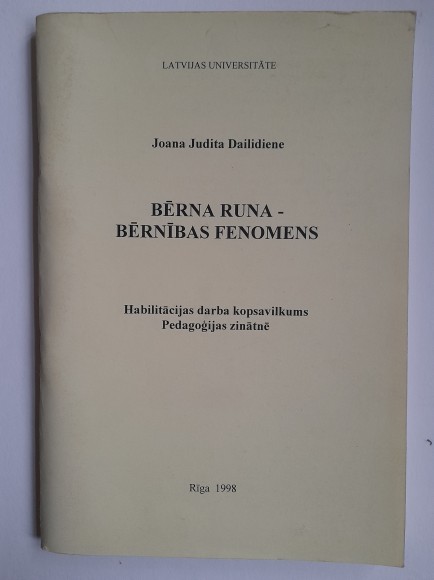 LATVIJAS UNIVERSITĀTE
Joana Judita Dailidiene
BĒRNA RUNA -
BĒRNĪBAS FENOMENS
Habilitācijas darba kopsavilkums
Pedagoģijas zinātnē
Rīga 1998